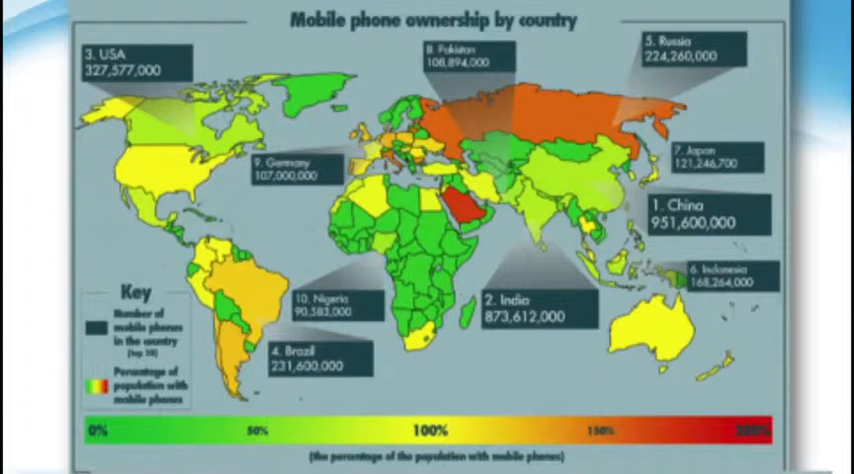 Mobile phone ownership by country
3. USA
327,577,000
8. Pakistan
108,894,000
5. Russia
224,260,000
9. Germany
107,000,000
7. Japan
121,246,700
1. China
951,600,000
6. Indonesia
168,264,000
10. Nigeria
90,583,000
2. India
873,612,000
4. Brazil
231,600,000
Key
Number of
mobile phones
in the country
(top 10)
Percentage of
population with
mobile phones
0%
50%
100%
150%
200%
(the percentage of the population with mobile phones)